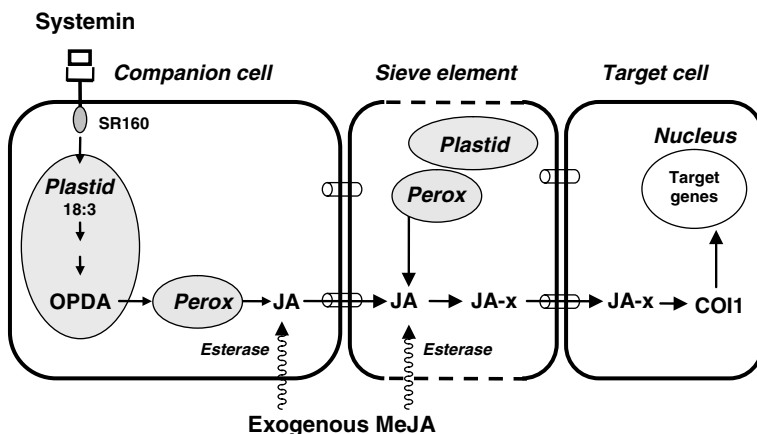 Systemin
Companion cell
Sieve element
Target cell
SR160
Plastid
18:3
OPDA
Perox
JA
Esterase
Plastid
Perox
JA
JA-x
Esterase
Nucleus
Target
genes
JA-x
COI1
Exogenous MeJA